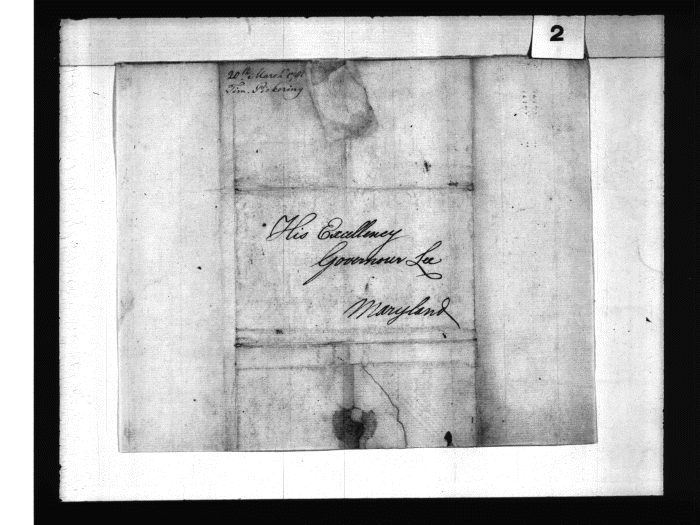 2
20th March 1781
Tim. Pickering
His Excellency
Governour Lee
Maryland